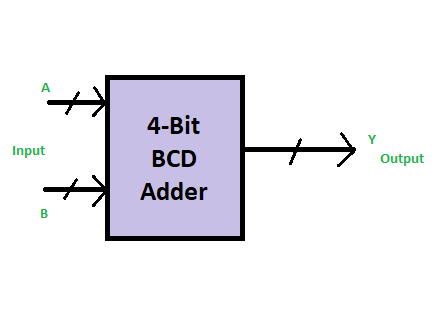 A
Input
B
4-Bit
BCD
Adder
Y
Output